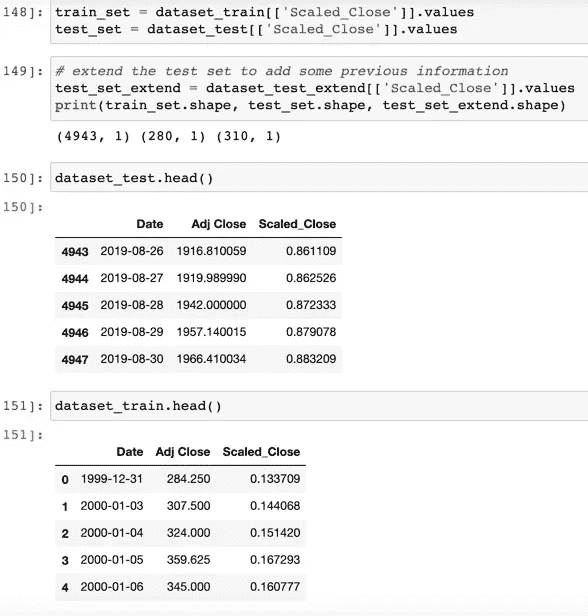 148]: train_set = dataset_train[['Scaled_Close']].values
test_set = dataset_test[['Scaled_Close']].values
149]: # extend the test set to add some previous information
test_set_extend = dataset_test_extend[['Scaled_Close']].values
print(train_set.shape, test_set.shape, test_set_extend.shape)
(4943, 1) (280, 1) (310, 1)
150]: dataset_test.head()
150]:
Date Adj Close Scaled_Close
4943 2019-08-26 1916.810059 0.861109
4944 2019-08-27 1919.989990 0.862526
4945 2019-08-28 1942.000000 0.872333
4946 2019-08-29 1957.140015 0.879078
4947 2019-08-30 1966.410034 0.883209
151]: dataset_train.head()
151]:
Date Adj Close Scaled_Close
0 1999-12-31 284.250 0.133709
1 2000-01-03 307.500 0.144068
2 2000-01-04 324.000 0.151420
3 2000-01-05 359.625 0.167293
4 2000-01-06 345.000 0.160777